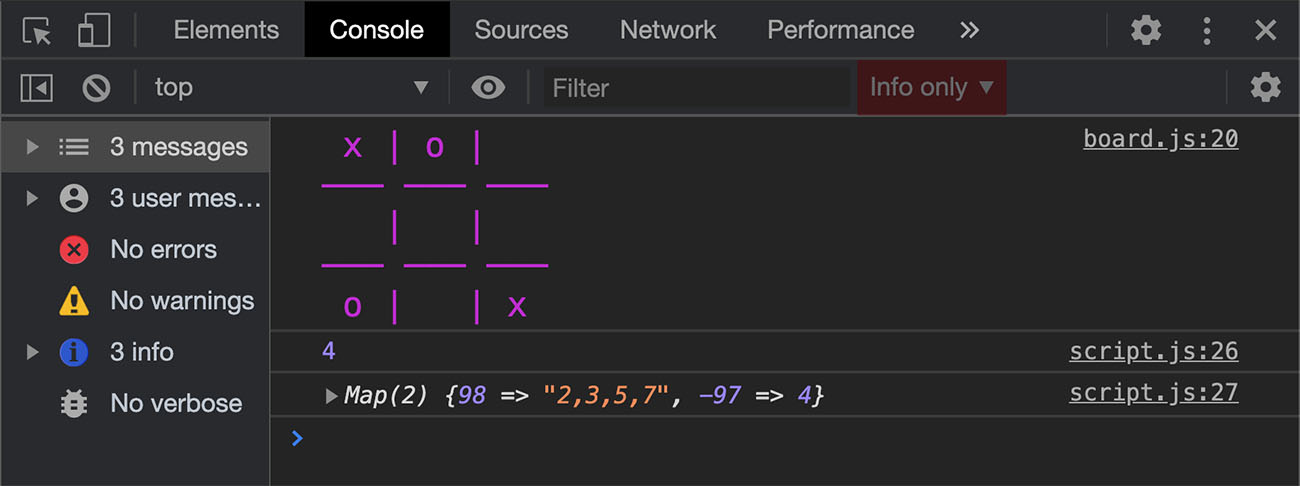 Elements Console Sources Network Performance »
top ▼ Filter Info only ▼
3 messages
3 user mes…
No errors
No warnings
3 info
No verbose
x | o | board.js:20
___ ___ ___
| |
___ ___ ___
o | | x
4 script.js:26
▶ Map(2) {98 => "2,3,5,7", -97 => 4} script.js:27
>